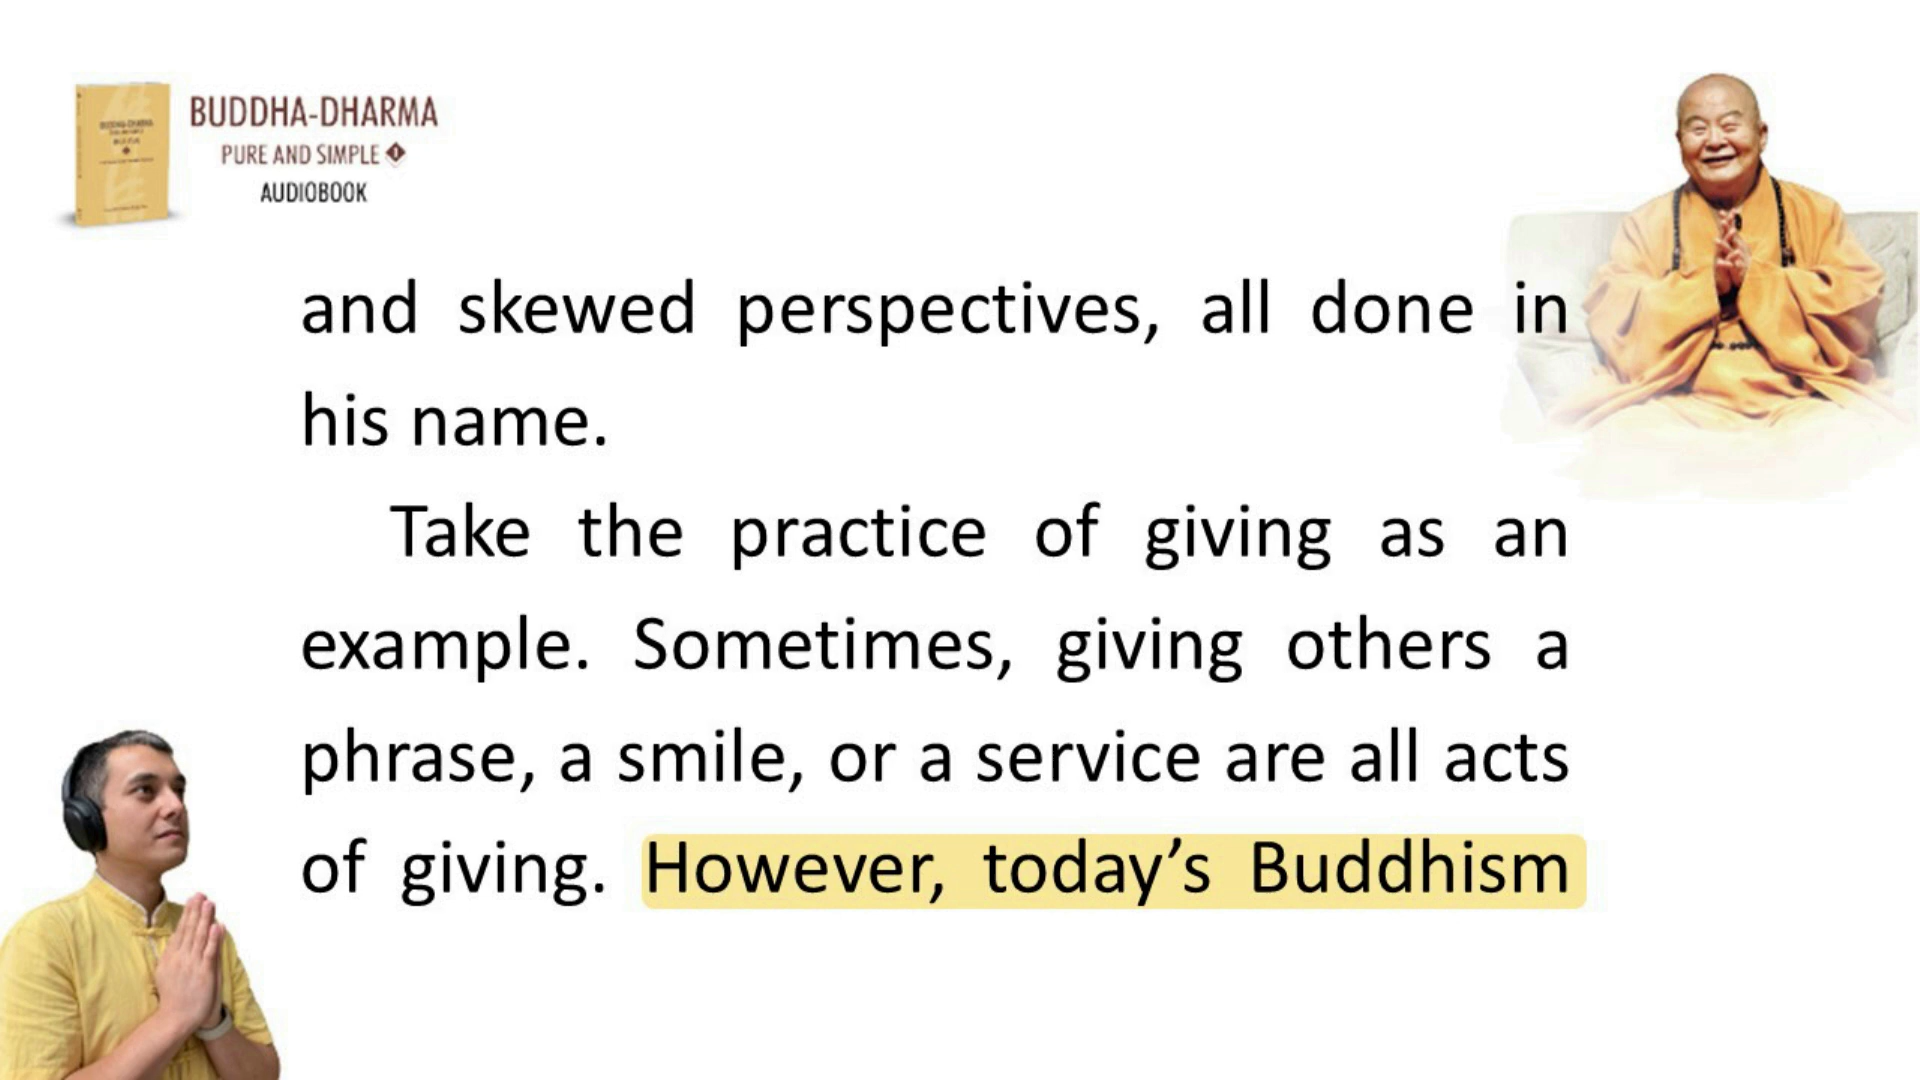 BUDDHA-DHARMA
PURE AND SIMPLE 1
AUDIOBOOK
and skewed perspectives, all done in
his name.
Take the practice of giving as an
example. Sometimes, giving others a
phrase, a smile, or a service are all acts
of giving. However, today’s Buddhism